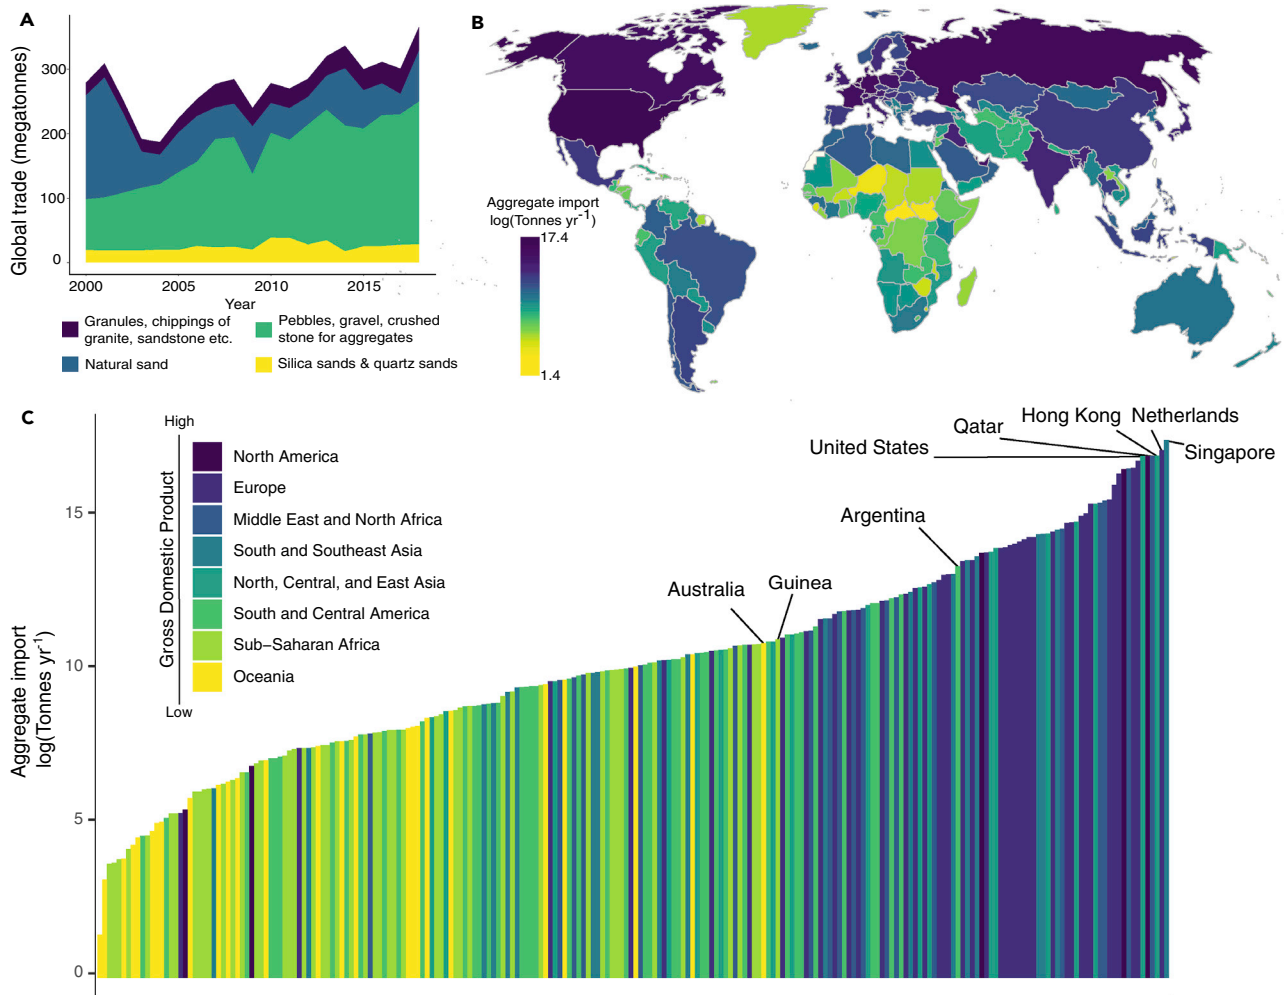 A
Global trade (megatonnes)
300
200
100
0
2000
2005
2010
2015
Year
Granules, chippings of
granite, sandstone etc.
Pebbles, gravel, crushed
stone for aggregates
Natural sand
Silica sands & quartz sands
B
Aggregate import
log(Tonnes yr⁻¹)
17.4
1.4
C
High
Gross Domestic Product
Low
North America
Europe
Middle East and North Africa
South and Southeast Asia
North, Central, and East Asia
South and Central America
Sub–Saharan Africa
Oceania
Aggregate import
log(Tonnes yr⁻¹)
15
10
5
0
Australia
Guinea
Argentina
United States
Qatar
Hong Kong
Netherlands
Singapore